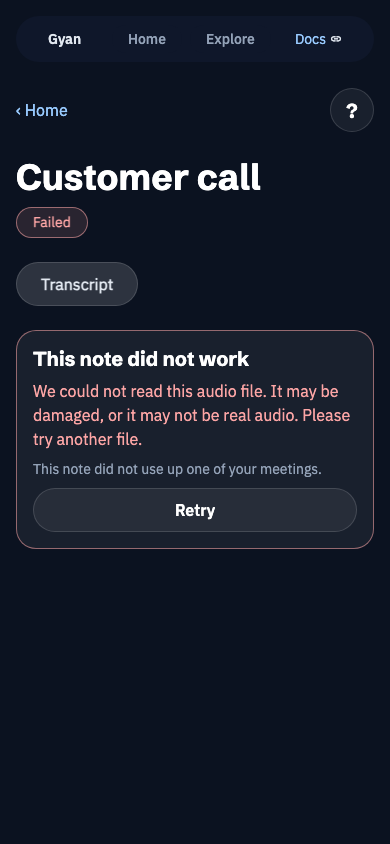 Gyan Home Explore Docs
‹ Home
?
Customer call
Failed
Transcript
This note did not work
We could not read this audio file. It may be
damaged, or it may not be real audio. Please
try another file.
This note did not use up one of your meetings.
Retry